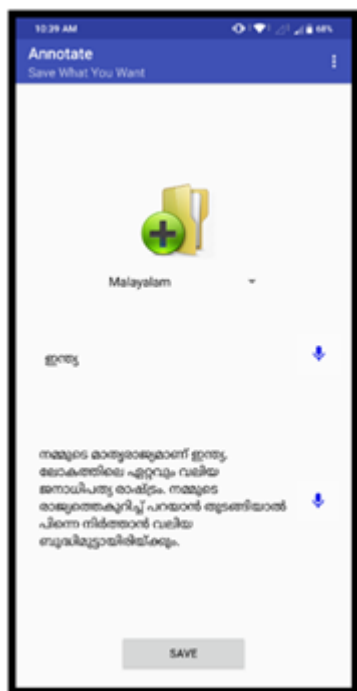 10:39 AM
68%
Annotate
Save What You Want
Malayalam
ഇന്ത്യ
നമ്മുടെ മാതൃരാജ്യമാണ് ഇന്ത്യ.
ലോകത്തിലെ ഏറ്റവും വലിയ
ജനാധിപത്യ രാഷ്ട്രം. നമ്മുടെ
രാജ്യത്തെകുറിച്ച് പറയാൻ തുടങ്ങിയാൽ
പിന്നെ നിർത്താൻ വലിയ
ബുദ്ധിമുട്ടായിരിയ്ക്കും.
SAVE